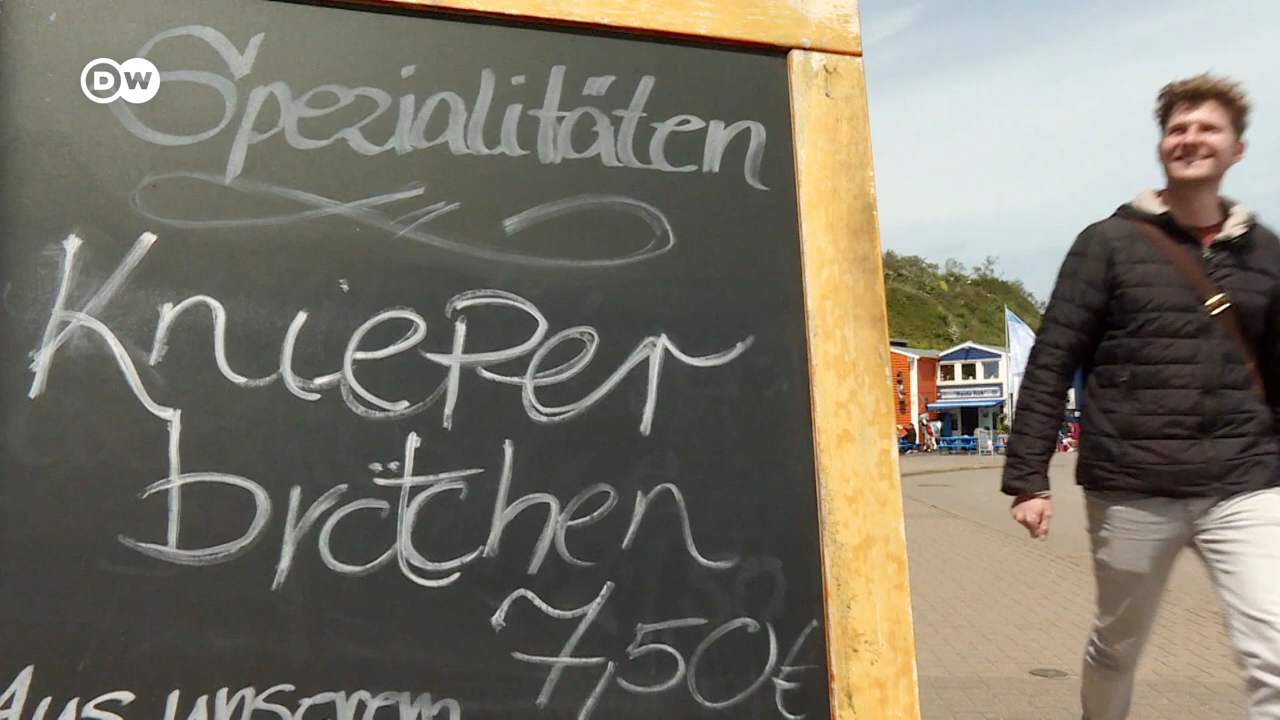 DW
Spezialitäten
Knieper
brötchen
7,50€
Aus unserem